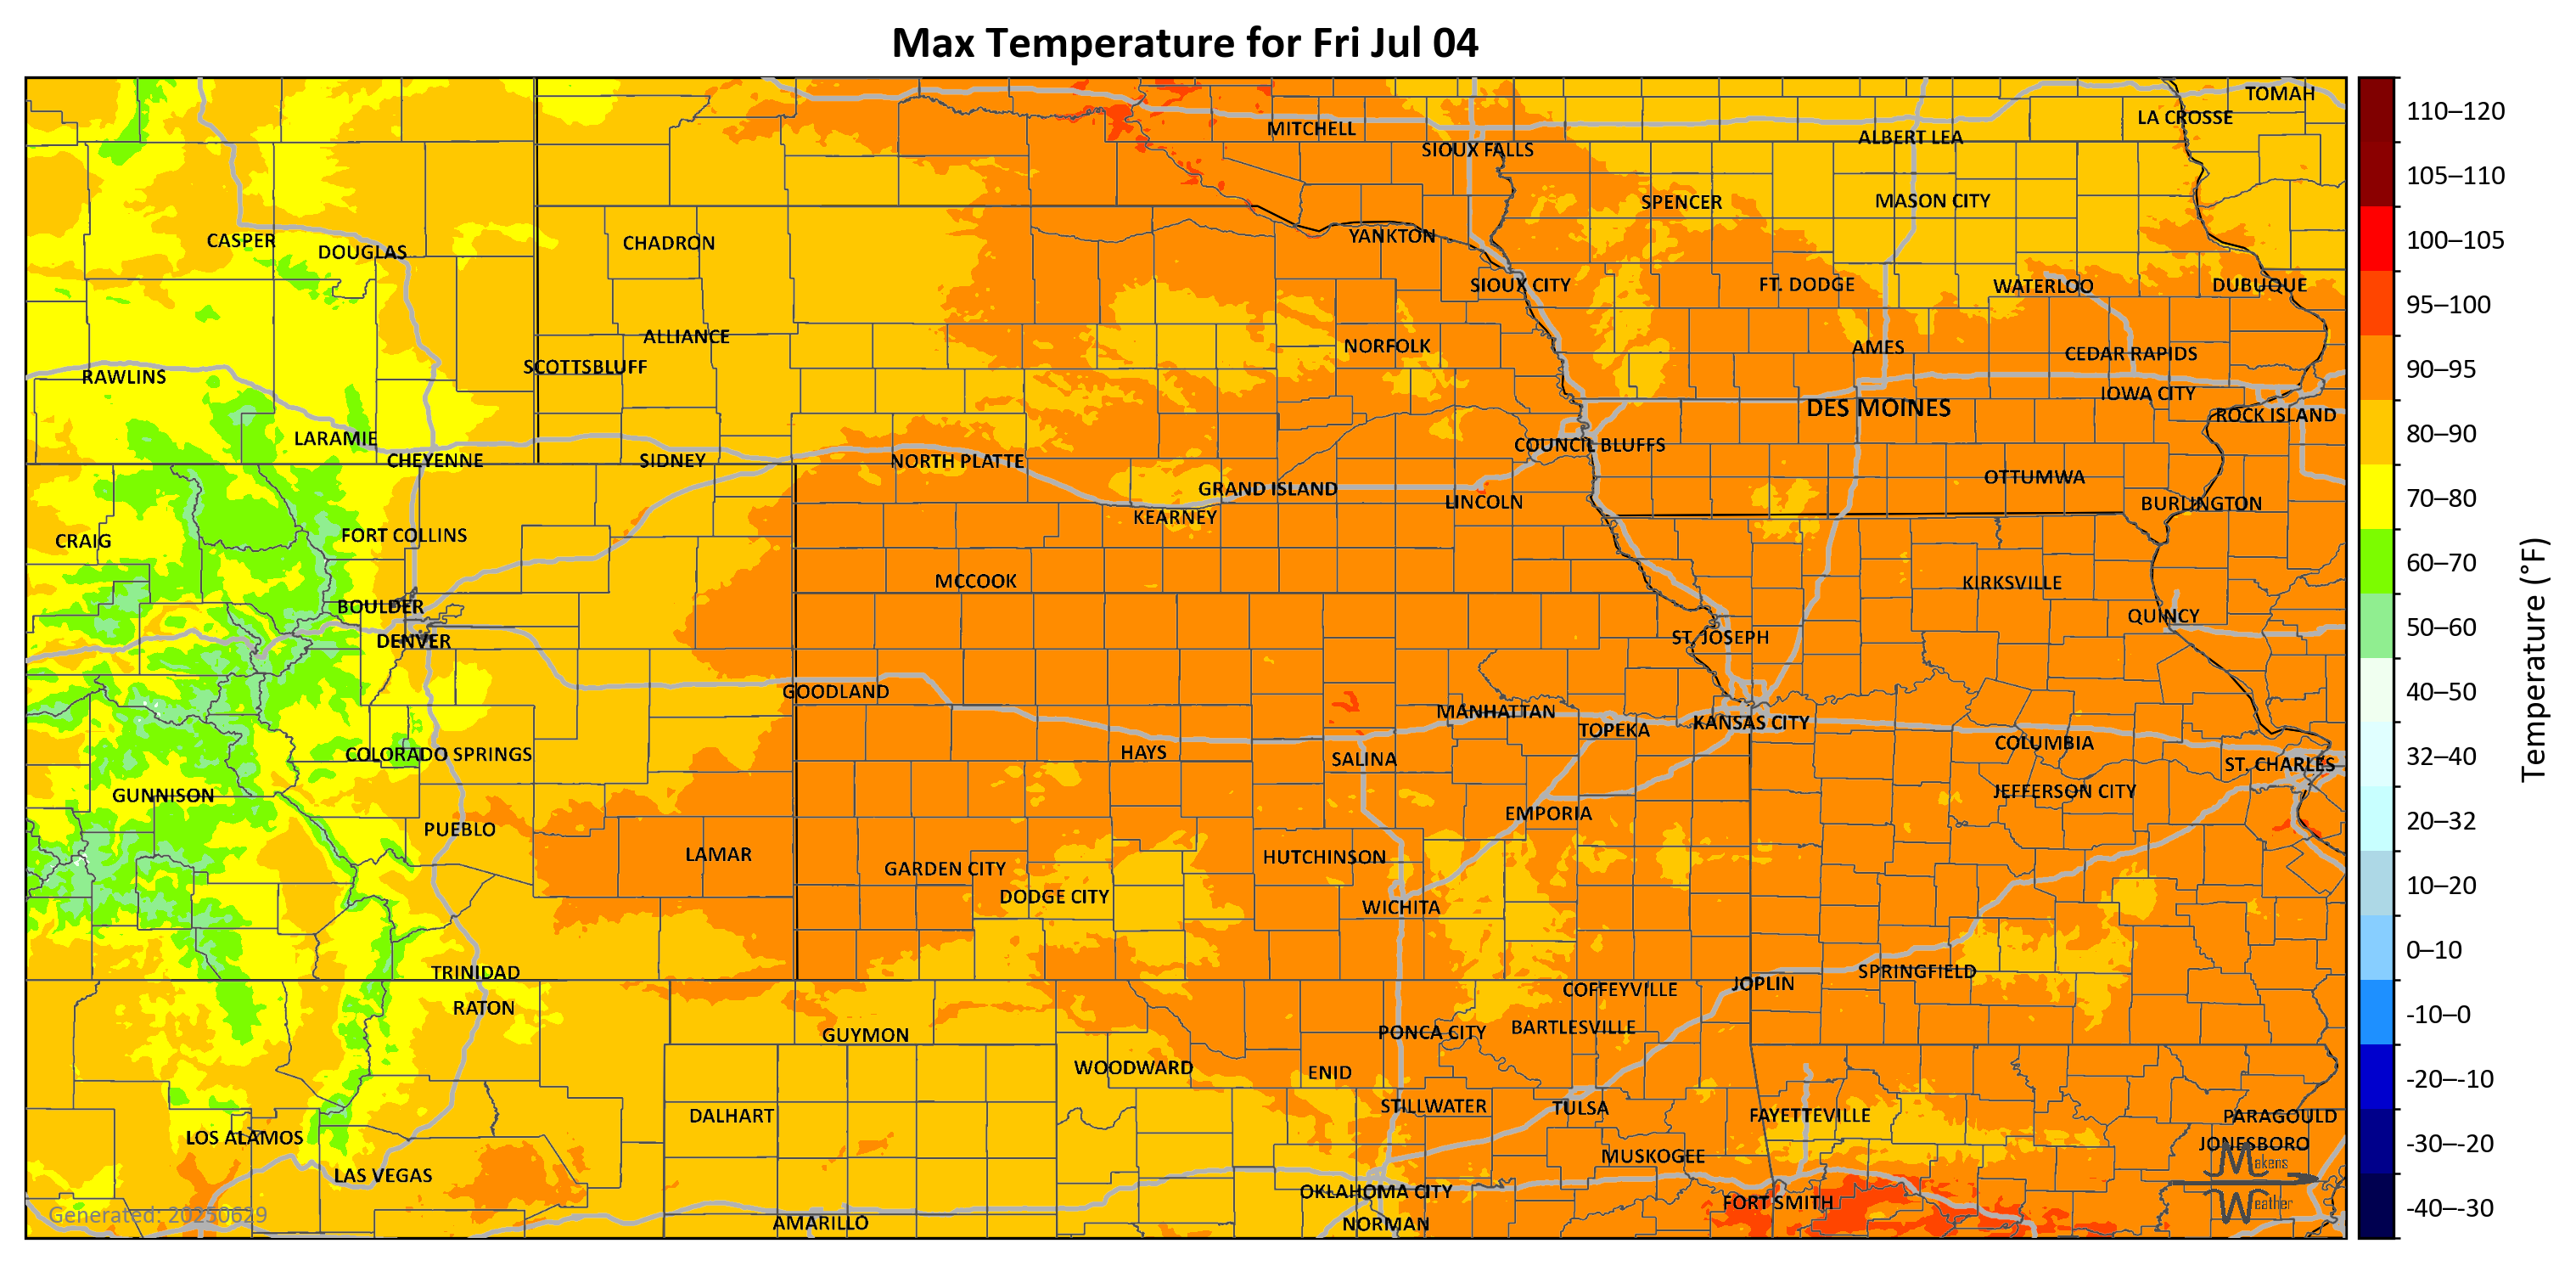 Max Temperature for Fri Jul 04
TOMAH
LA CROSSE
MITCHELL
ALBERT LEA
SIOUX FALLS
SPENCER
MASON CITY
CASPER
DOUGLAS
CHADRON
YANKTON
SIOUX CITY
FT. DODGE
WATERLOO
DUBUQUE
ALLIANCE
NORFOLK
AMES
CEDAR RAPIDS
SCOTTSBLUFF
RAWLINS
IOWA CITY
DES MOINES
ROCK ISLAND
LARAMIE
COUNCIL BLUFFS
CHEYENNE
SIDNEY
NORTH PLATTE
OTTUMWA
GRAND ISLAND
LINCOLN
BURLINGTON
KEARNEY
FORT COLLINS
CRAIG
MCCOOK
KIRKSVILLE
BOULDER
QUINCY
DENVER
ST. JOSEPH
GOODLAND
MANHATTAN
TOPEKA
KANSAS CITY
COLUMBIA
COLORADO SPRINGS
HAYS
SALINA
ST. CHARLES
GUNNISON
JEFFERSON CITY
EMPORIA
PUEBLO
LAMAR
HUTCHINSON
GARDEN CITY
DODGE CITY
WICHITA
TRINIDAD
SPRINGFIELD
JOPLIN
COFFEYVILLE
RATON
BARTLESVILLE
PONCA CITY
GUYMON
WOODWARD
ENID
STILLWATER
TULSA
DALHART
FAYETTEVILLE
PARAGOULD
LOS ALAMOS
JONESBORO
MUSKOGEE
LAS VEGAS
OKLAHOMA CITY
FORT SMITH
AMARILLO
NORMAN
Generated: 20250629
Makens
Weather
110–120
105–110
100–105
95–100
90–95
80–90
70–80
60–70
50–60
40–50
32–40
20–32
10–20
0–10
-10–0
-20–-10
-30–-20
-40–-30
Temperature (°F)